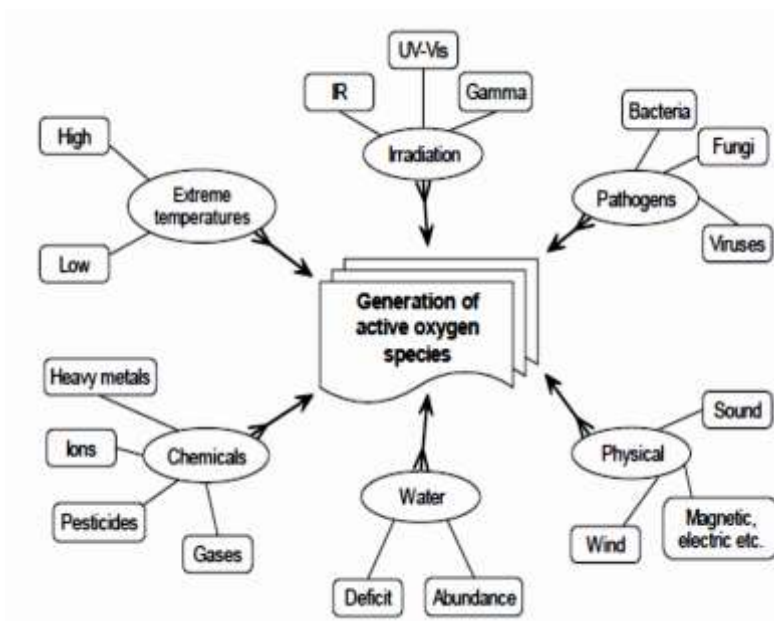 UV-Vis
IR
Gamma
Irradiation
Bacteria
Fungi
Pathogens
Viruses
High
Extreme
temperatures
Low
Generation of
active oxygen
species
Heavy metals
Ions
Chemicals
Pesticides
Gases
Water
Deficit
Abundance
Sound
Physical
Wind
Magnetic,
electric etc.